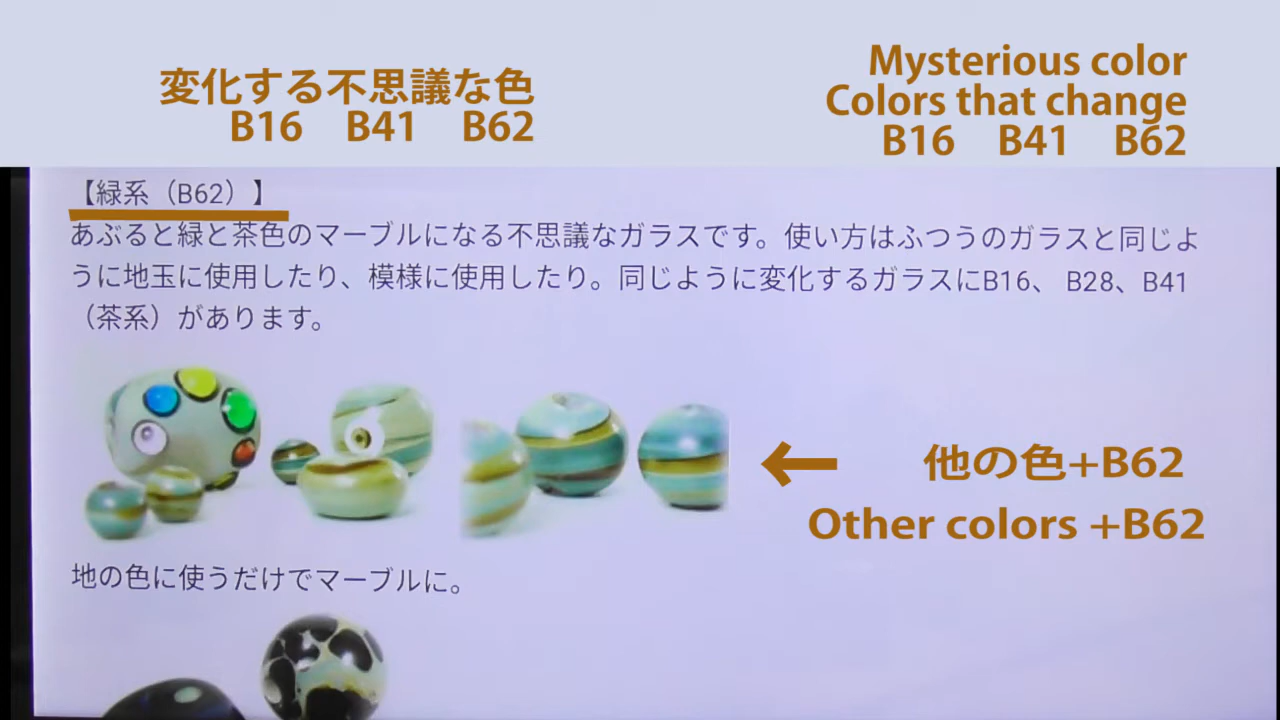 変化する不思議な色
B16 B41 B62
Mysterious color
Colors that change
B16 B41 B62
【緑系（B62）】
あぶると緑と茶色のマーブルになる不思議なガラスです。使い方はふつうのガラスと同じよ
うに地玉に使用したり、模様に使用したり。同じように変化するガラスにB16、B28、B41
（茶系）があります。
他の色+B62
Other colors +B62
地の色に使うだけでマーブルに。